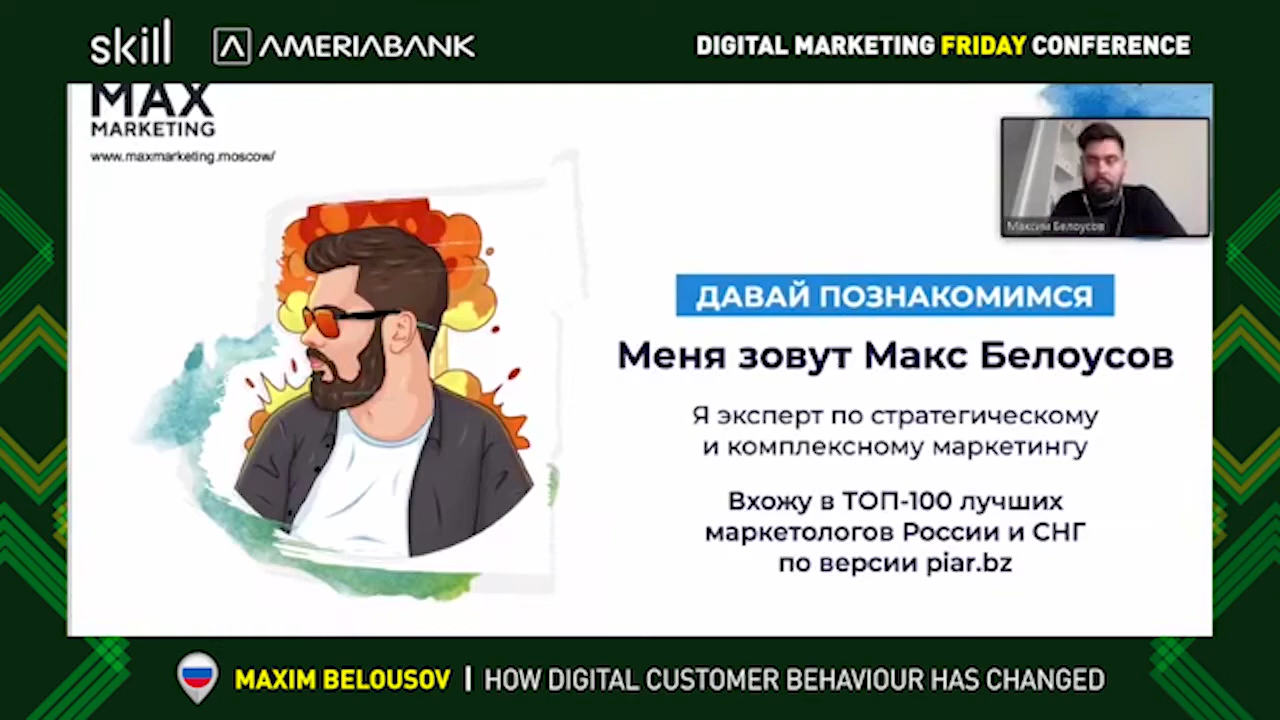 skill
AMERIABANK
DIGITAL MARKETING FRIDAY CONFERENCE
MAX
MARKETING
www.maxmarketing.moscow/
Максим Белоусов
ДАВАЙ ПОЗНАКОМИМСЯ
Меня зовут Макс Белоусов
Я эксперт по стратегическому
и комплексному маркетингу
Вхожу в ТОП-100 лучших
маркетологов России и СНГ
по версии piar.bz
MAXIM BELOUSOV | HOW DIGITAL CUSTOMER BEHAVIOUR HAS CHANGED